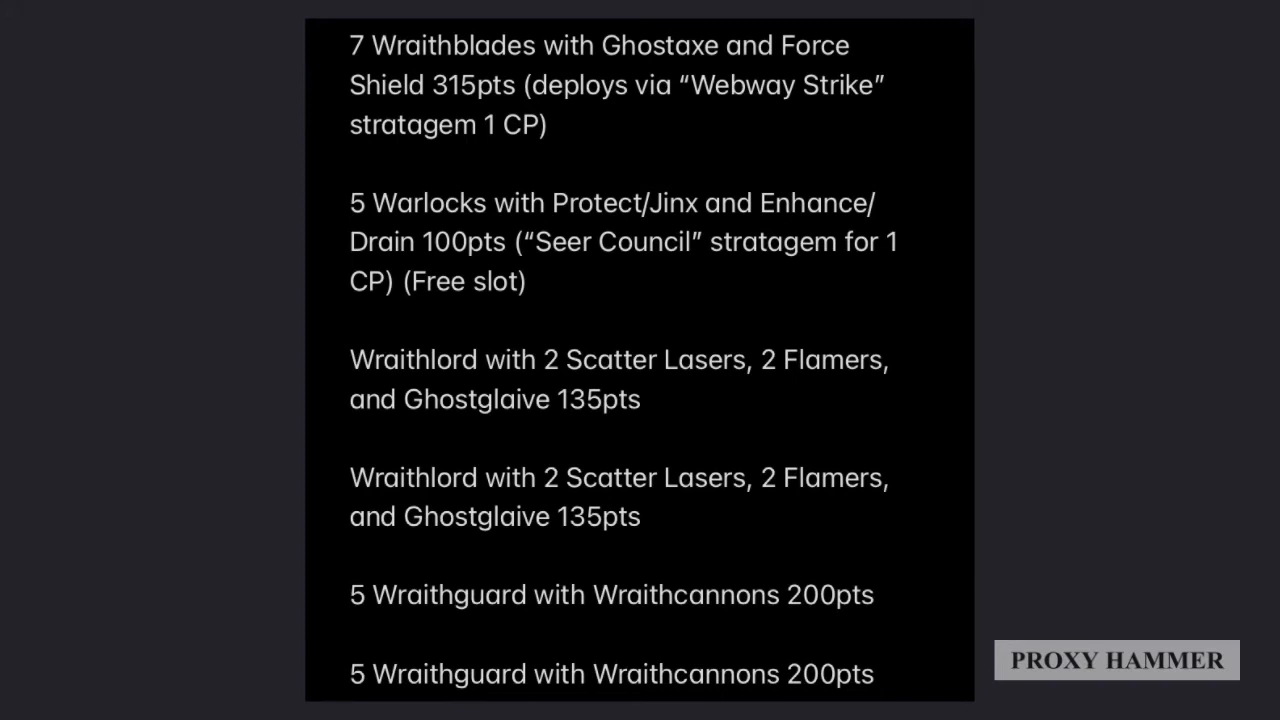 7 Wraithblades with Ghostaxe and Force
Shield 315pts (deploys via “Webway Strike”
stratagem 1 CP)
5 Warlocks with Protect/Jinx and Enhance/
Drain 100pts (“Seer Council” stratagem for 1
CP) (Free slot)
Wraithlord with 2 Scatter Lasers, 2 Flamers,
and Ghostglaive 135pts
Wraithlord with 2 Scatter Lasers, 2 Flamers,
and Ghostglaive 135pts
5 Wraithguard with Wraithcannons 200pts
5 Wraithguard with Wraithcannons 200pts
PROXY HAMMER